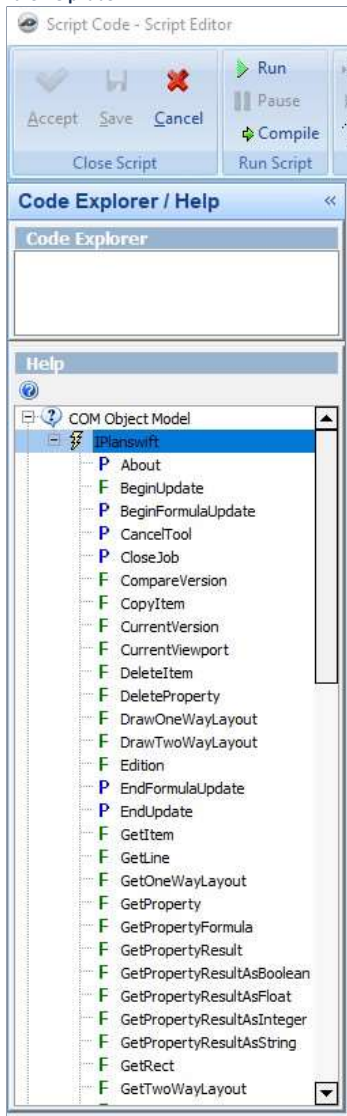 Script Code - Script Editor
Run
Pause
Accept Save Cancel
Compile
Close Script
Run Script
Code Explorer / Help
Code Explorer
Help
COM Object Model
IPlanswift
P About
F BeginUpdate
P BeginFormulaUpdate
P CancelTool
P CloseJob
F CompareVersion
F CopyItem
F CurrentVersion
F CurrentViewport
F DeleteItem
F DeleteProperty
F DrawOneWayLayout
F DrawTwoWayLayout
F Edition
P EndFormulaUpdate
P EndUpdate
F GetItem
F GetLine
F GetOneWayLayout
F GetProperty
F GetPropertyFormula
F GetPropertyResult
F GetPropertyResultAsBoolean
F GetPropertyResultAsFloat
F GetPropertyResultAsInteger
F GetPropertyResultAsString
F GetRect
F GetTwoWayLayout